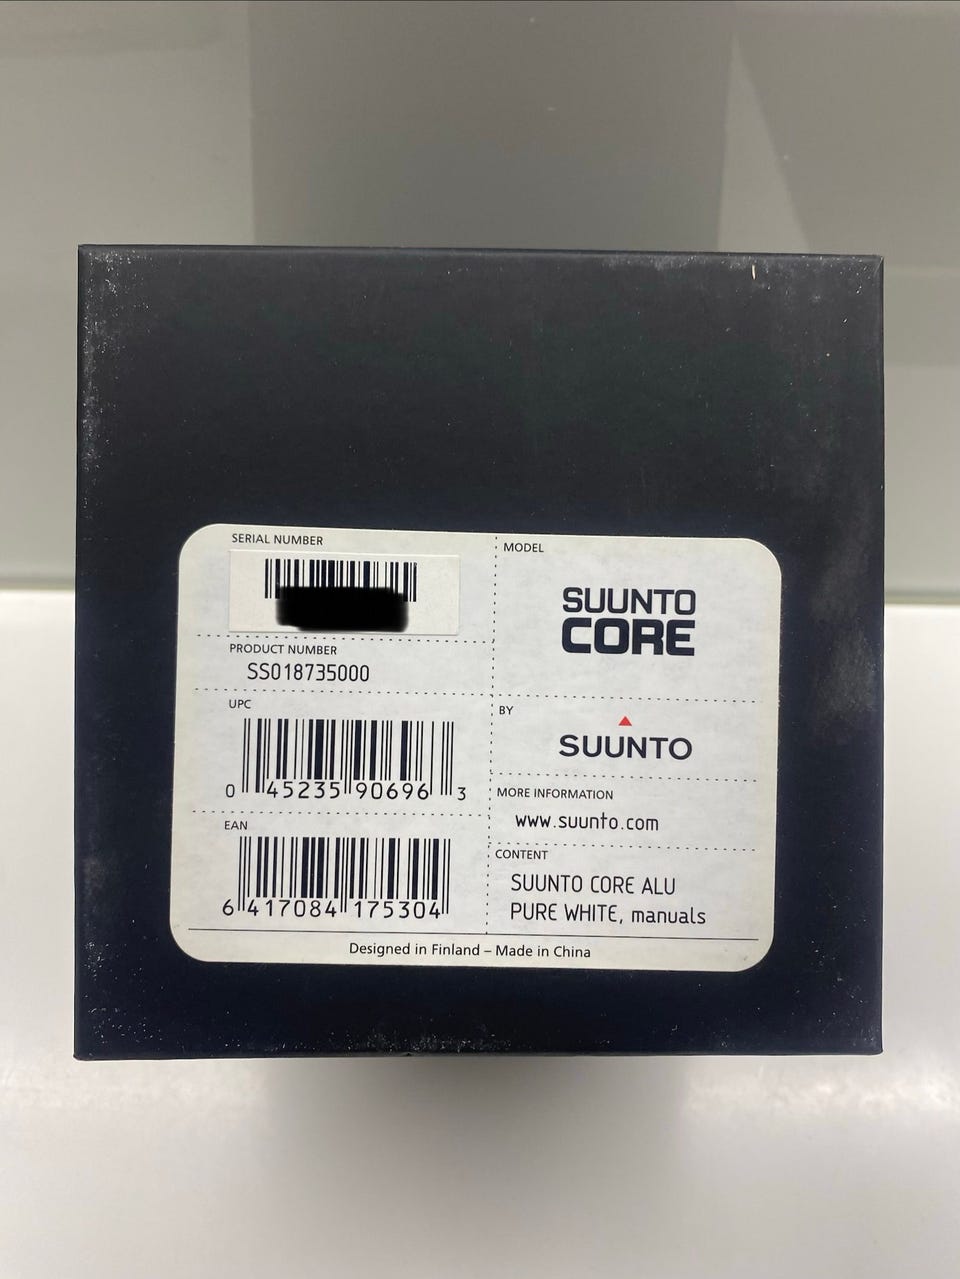 SERIAL NUMBER
PRODUCT NUMBER
SS018735000
UPC
0 45235 90696 3
EAN
6 417084 175304
MODEL
SUUNTO
CORE
BY
SUUNTO
MORE INFORMATION
www.suunto.com
CONTENT
SUUNTO CORE ALU
PURE WHITE, manuals
Designed in Finland – Made in China